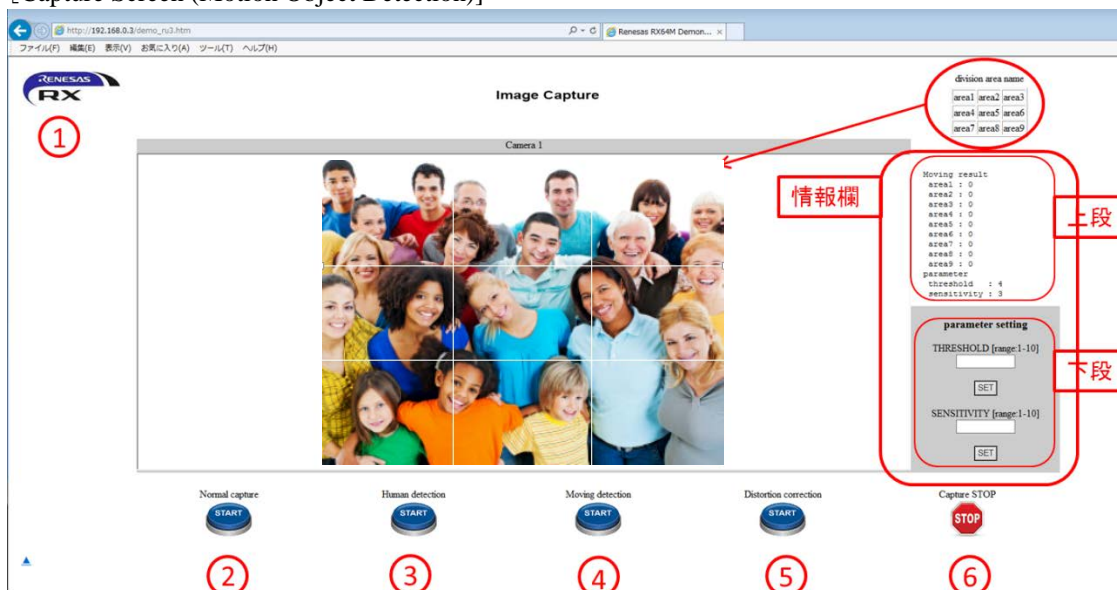 [Capture Screen (Motion Object Detection)]
http://192.168.0.3/demo_ru3.htm
Renesas RX64M Demon... ×
ファイル(F) 編集(E) 表示(V) お気に入り(A) ツール(T) ヘルプ(H)
RENESAS
RX
①
Image Capture
division area name
area1 area2 area3
area4 area5 area6
area7 area8 area9
Camera 1
情報欄
上段
Moving result
area1 : 0
area2 : 0
area3 : 0
area4 : 0
area5 : 0
area6 : 0
area7 : 0
area8 : 0
area9 : 0
parameter
threshold : 4
sensitivity : 3
下段
parameter setting
THRESHOLD [range:1-10]
SET
SENSITIVITY [range:1-10]
SET
Normal capture Human detection Moving detection Distortion correction Capture STOP
START START START START STOP
② ③ ④ ⑤ ⑥